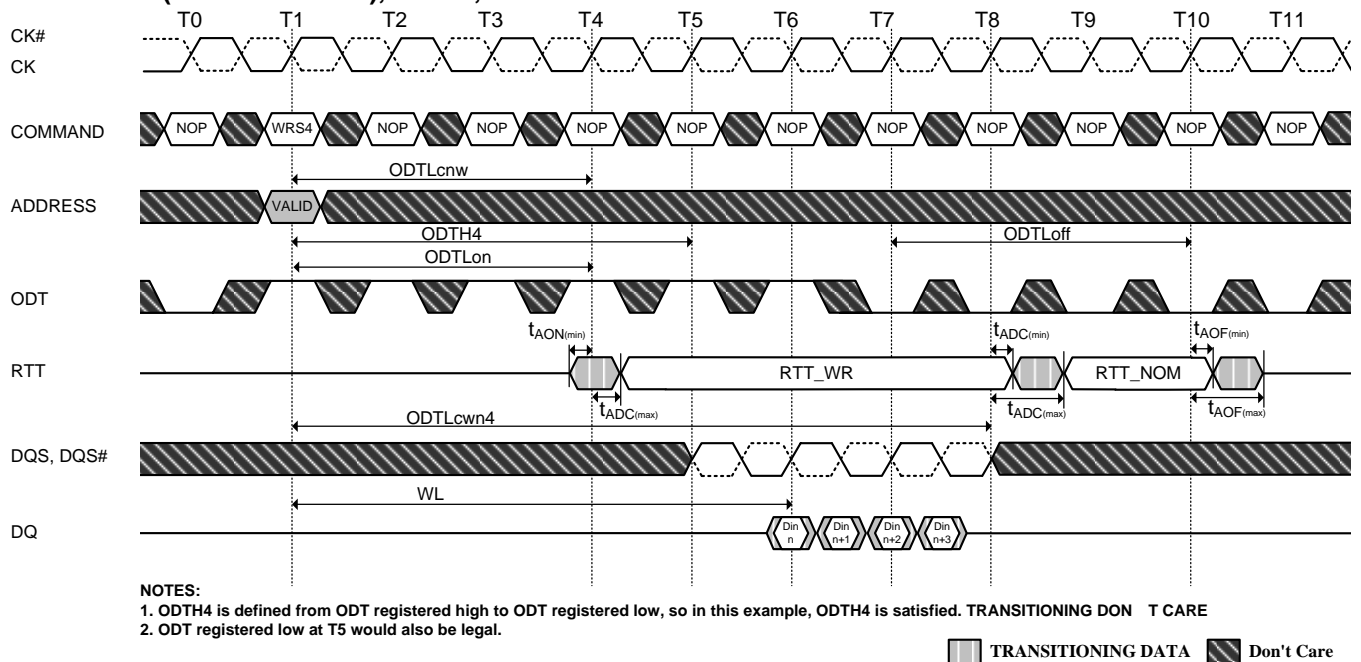 T0 T1 T2 T3 T4 T5 T6 T7 T8 T9 T10 T11
CK#
CK
COMMAND
NOP WRS4 NOP NOP NOP NOP NOP NOP NOP NOP NOP NOP
ODTLcnw
ADDRESS
VALID
ODTH4 ODTLoff
ODTLon
ODT
tAON(min) tADC(min) tAOF(min)
RTT
RTT_WR RTT_NOM
tADC(max) tADC(max) tAOF(max)
ODTLcwn4
DQS, DQS#
WL
DQ
Din n Din n+1 Din n+2 Din n+3
NOTES:
1. ODTH4 is defined from ODT registered high to ODT registered low, so in this example, ODTH4 is satisfied. TRANSITIONING DON T CARE
2. ODT registered low at T5 would also be legal.
TRANSITIONING DATA Don't Care